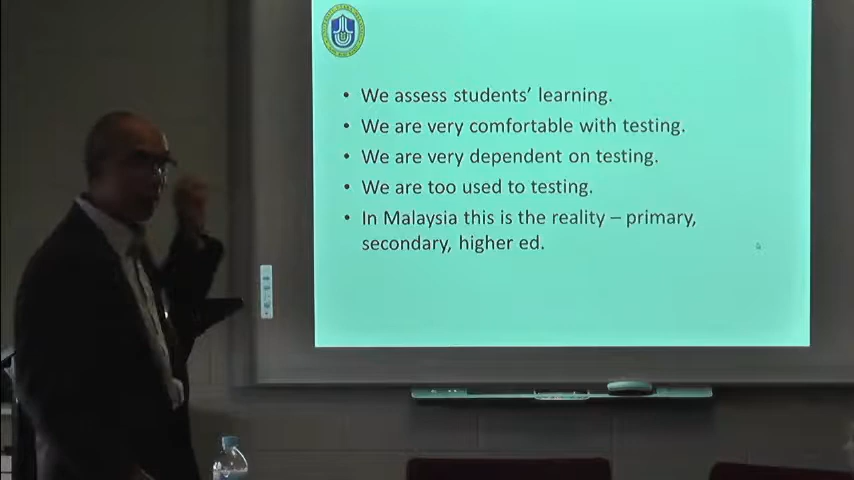 • We assess students’ learning.
• We are very comfortable with testing.
• We are very dependent on testing.
• We are too used to testing.
• In Malaysia this is the reality – primary,
secondary, higher ed.